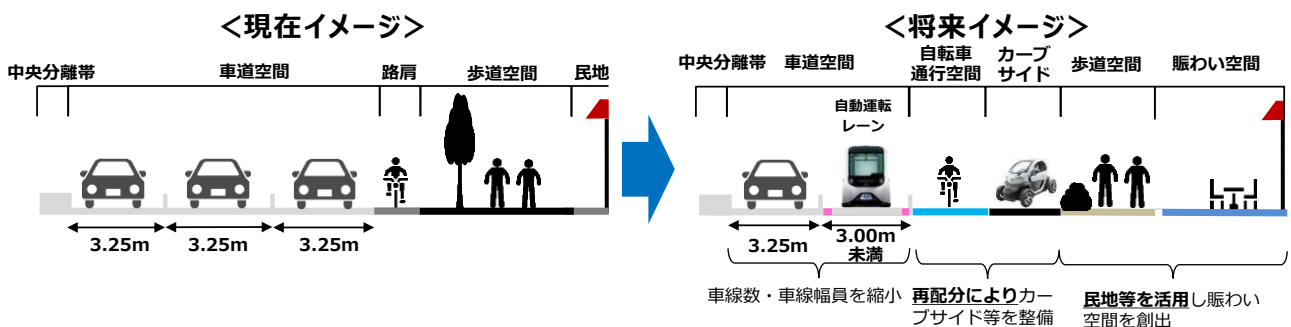 ＜現在イメージ＞
中央分離帯
車道空間
路肩
歩道空間
民地
3.25m
3.25m
3.25m
＜将来イメージ＞
中央分離帯
車道空間
自転車
通行空間
カーブ
サイド
歩道空間
賑わい空間
自動運転
レーン
3.25m
3.00m
未満
車線数・車線幅員を縮小
再配分によりカー
ブサイド等を整備
民地等を活用し賑わい
空間を創出